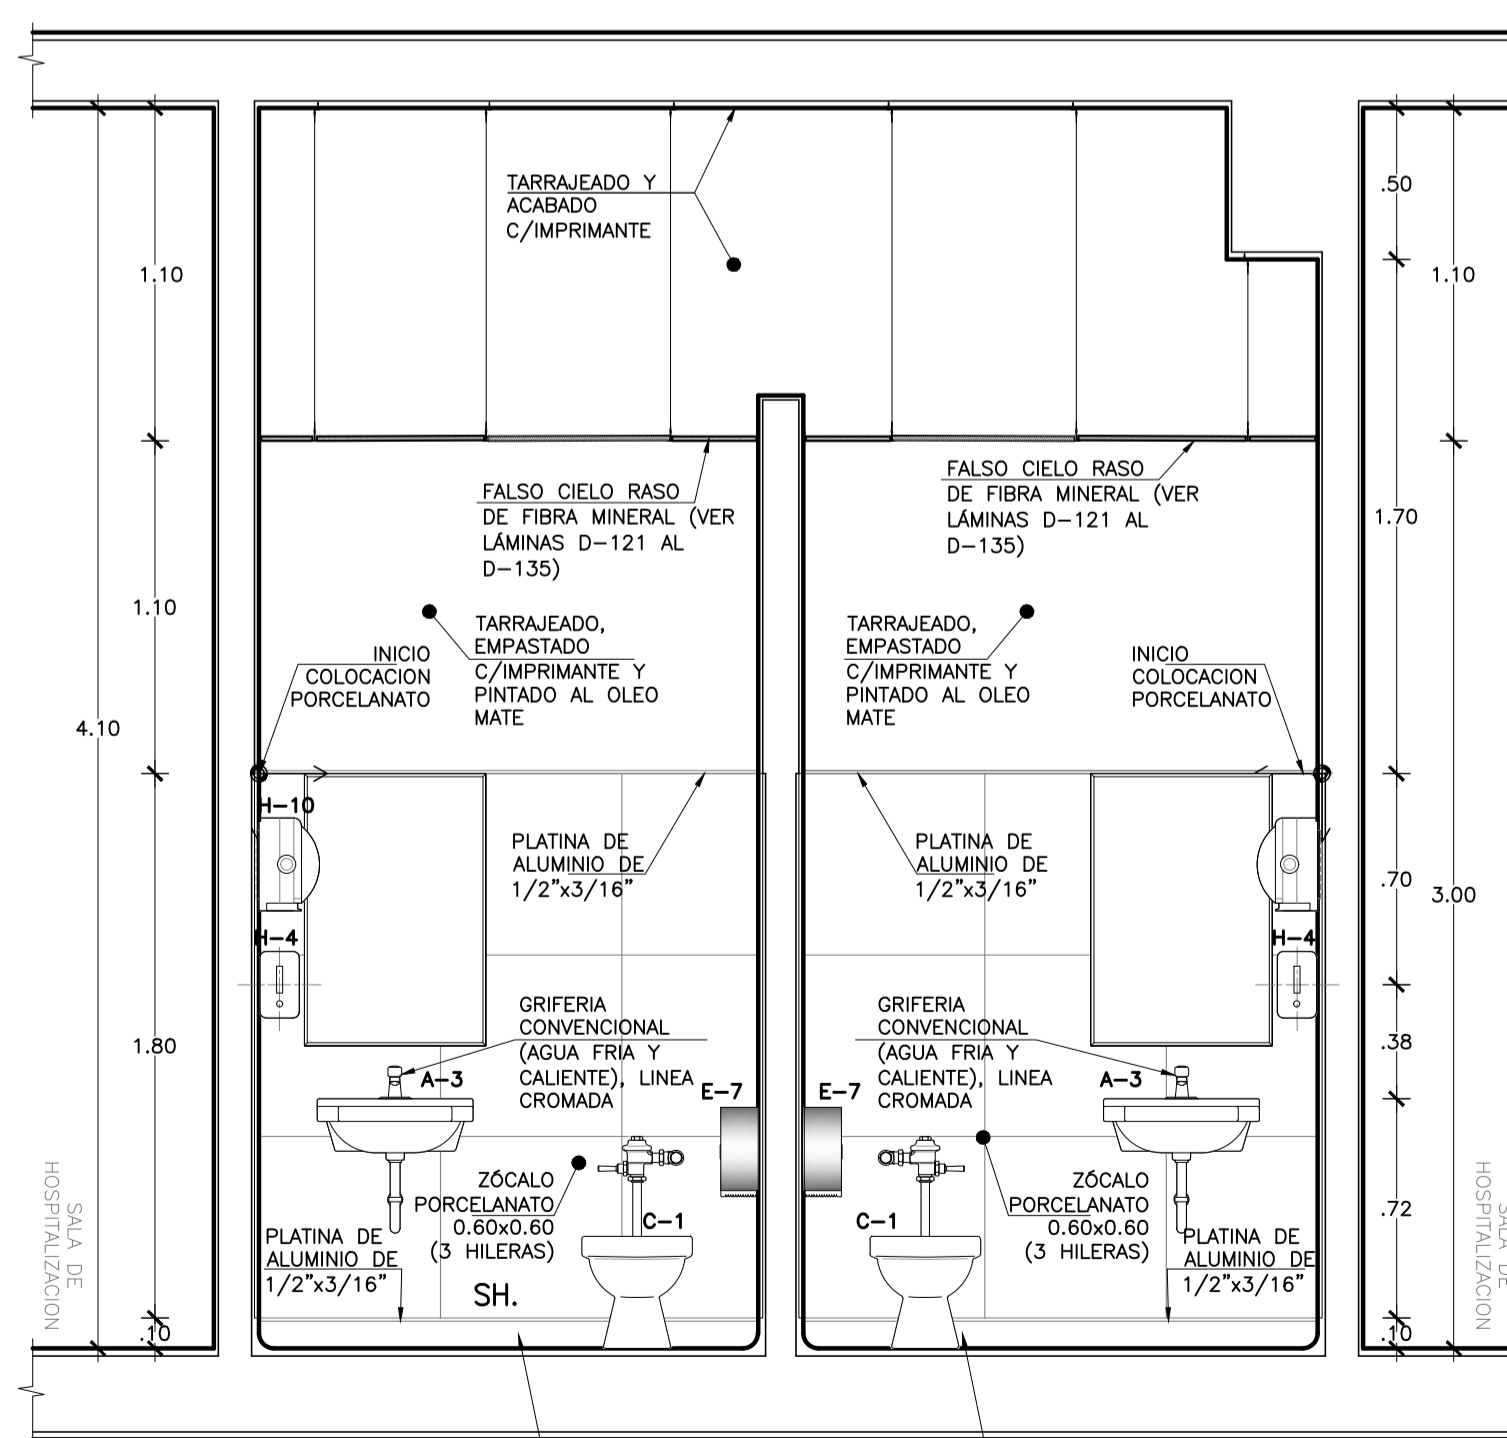 TARRAJEADO Y
ACABADO
C/IMPRIMANTE
.50
1.10
1.10
FALSO CIELO RASO
DE FIBRA MINERAL (VER
LÁMINAS D-121 AL
D-135)
FALSO CIELO RASO
DE FIBRA MINERAL (VER
LÁMINAS D-121 AL
D-135)
1.70
1.10
INICIO
COLOCACION
PORCELANATO
TARRAJEADO,
EMPASTADO
C/IMPRIMANTE Y
PINTADO AL OLEO
MATE
TARRAJEADO,
EMPASTADO
C/IMPRIMANTE Y
PINTADO AL OLEO
MATE
INICIO
COLOCACION
PORCELANATO
4.10
H-10
PLATINA DE
ALUMINIO DE
1/2"x3/16"
PLATINA DE
ALUMINIO DE
1/2"x3/16"
.70
3.00
H-4
H-4
GRIFERIA
CONVENCIONAL
(AGUA FRIA Y
CALIENTE), LINEA
CROMADA
GRIFERIA
CONVENCIONAL
(AGUA FRIA Y
CALIENTE), LINEA
CROMADA
1.80
.38
A-3
E-7
E-7
A-3
ZÓCALO
PORCELANATO
0.60x0.60
(3 HILERAS)
ZÓCALO
PORCELANATO
0.60x0.60
(3 HILERAS)
.72
C-1
C-1
PLATINA DE
ALUMINIO DE
1/2"x3/16"
PLATINA DE
ALUMINIO DE
1/2"x3/16"
SH.
.10
.10
SALA DE
HOSPITALIZACION
SALA DE
HOSPITALIZACION